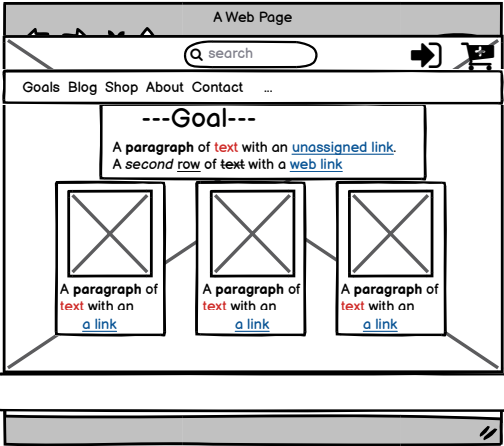 A Web Page
search
Goals Blog Shop About Contact ...
---Goal---
A paragraph of text with an unassigned link.
A second row of text with a web link
A paragraph of
text with an
a link
A paragraph of
text with an
a link
A paragraph of
text with an
a link